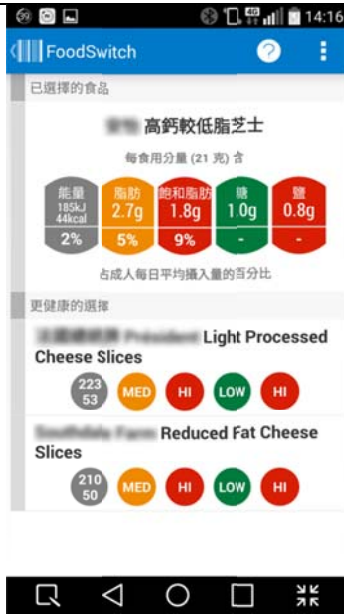 4G 14:16
FoodSwitch ?
已選擇的食品
高鈣較低脂芝士
每食用分量 (21 克) 含
能量 脂肪 飽和脂肪 糖 鹽
185kJ 2.7g 1.8g 1.0g 0.8g
44kcal
2% 5% 9% - -
占成人每日平均攝入量的百分比
更健康的選擇
Light Processed
Cheese Slices
223 MED HI LOW HI
53
Reduced Fat Cheese
Slices
210 MED HI LOW HI
50